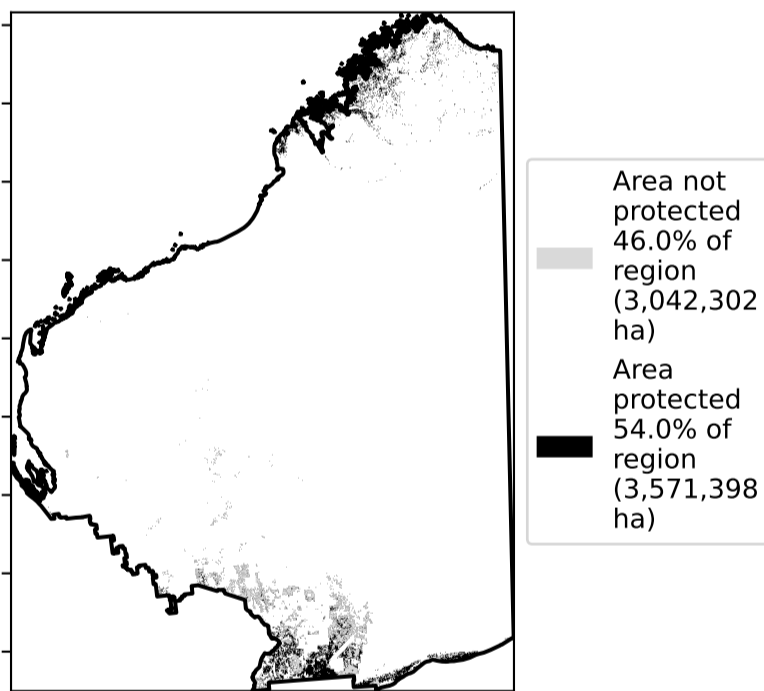 Area not
protected
46.0% of
region
(3,042,302
ha)
Area
protected
54.0% of
region
(3,571,398
ha)